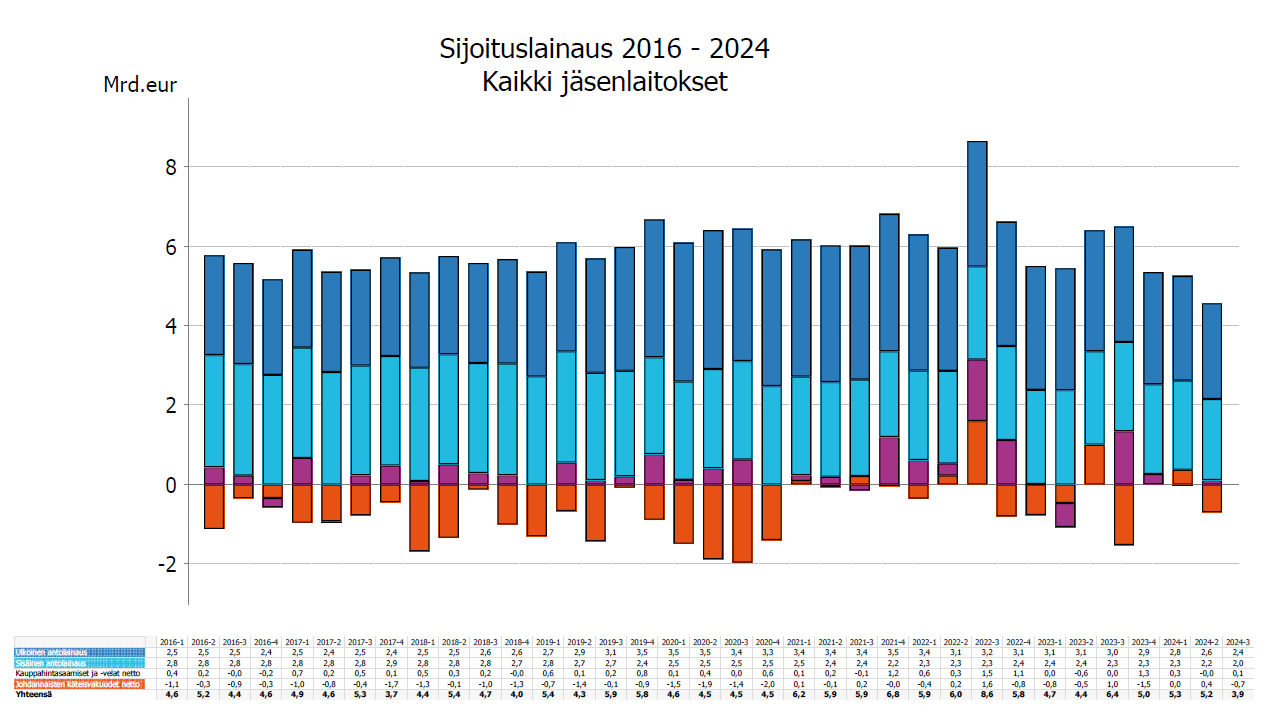 Sijoituslainaus 2016 - 2024
Kaikki jäsenlaitokset
Mrd.eur
8
6
4
2
0
-2
2016-1 2016-2 2016-3 2016-4 2017-1 2017-2 2017-3 2017-4 2018-1 2018-2 2018-3 2018-4 2019-1 2019-2 2019-3 2019-4 2020-1 2020-2 2020-3 2020-4 2021-1 2021-2 2021-3 2021-4 2022-1 2022-2 2022-3 2022-4 2023-1 2023-2 2023-3 2023-4 2024-1 2024-2 2024-3
Ulkoinen antolainaus 2,5 2,5 2,4 2,5 2,4 2,4 2,5 2,4 2,5 2,5 2,6 2,6 2,7 2,9 3,1 3,5 3,5 3,5 3,4 3,3 3,4 3,4 3,4 3,5 3,4 3,1 3,2 3,1 3,1 3,1 3,0 2,9 2,8 2,6 2,4
Sisäinen antolainaus 2,8 2,8 2,8 2,8 2,8 2,8 2,8 2,9 2,8 2,8 2,8 2,7 2,8 2,7 2,7 2,4 2,5 2,5 2,5 2,5 2,5 2,4 2,4 2,2 2,3 2,3 2,3 2,4 2,4 2,4 2,3 2,3 2,2 2,2 2,0
Kauppahintasaamiset ja -velat netto 0,4 0,2 -0,0 -0,2 0,7 0,2 0,5 0,1 0,5 0,3 0,2 -0,0 0,6 0,1 0,2 0,8 0,1 0,4 0,0 0,6 0,1 0,2 -0,1 1,2 0,6 0,3 1,5 1,1 0,0 -0,6 0,0 1,3 0,3 -0,0 0,1
Johdannaisten käteisvakuudet netto -1,1 -0,3 -0,9 -0,3 -1,0 -0,8 -0,4 -1,7 -1,3 -0,1 -1,0 -1,3 -0,7 -1,4 -0,1 -0,9 -1,5 -1,9 -1,4 -2,0 0,1 -0,1 0,2 -0,0 -0,4 0,2 1,6 -0,8 -0,8 -0,5 1,0 -1,5 0,0 0,4 -0,7
Yhteensä 4,6 5,2 4,4 4,6 4,9 4,6 5,3 3,7 4,4 5,4 4,7 4,0 5,4 4,3 5,9 5,8 4,6 4,5 4,5 4,5 6,2 5,9 5,9 6,8 5,9 6,0 8,6 5,8 4,7 4,4 6,4 5,0 5,3 5,2 3,9